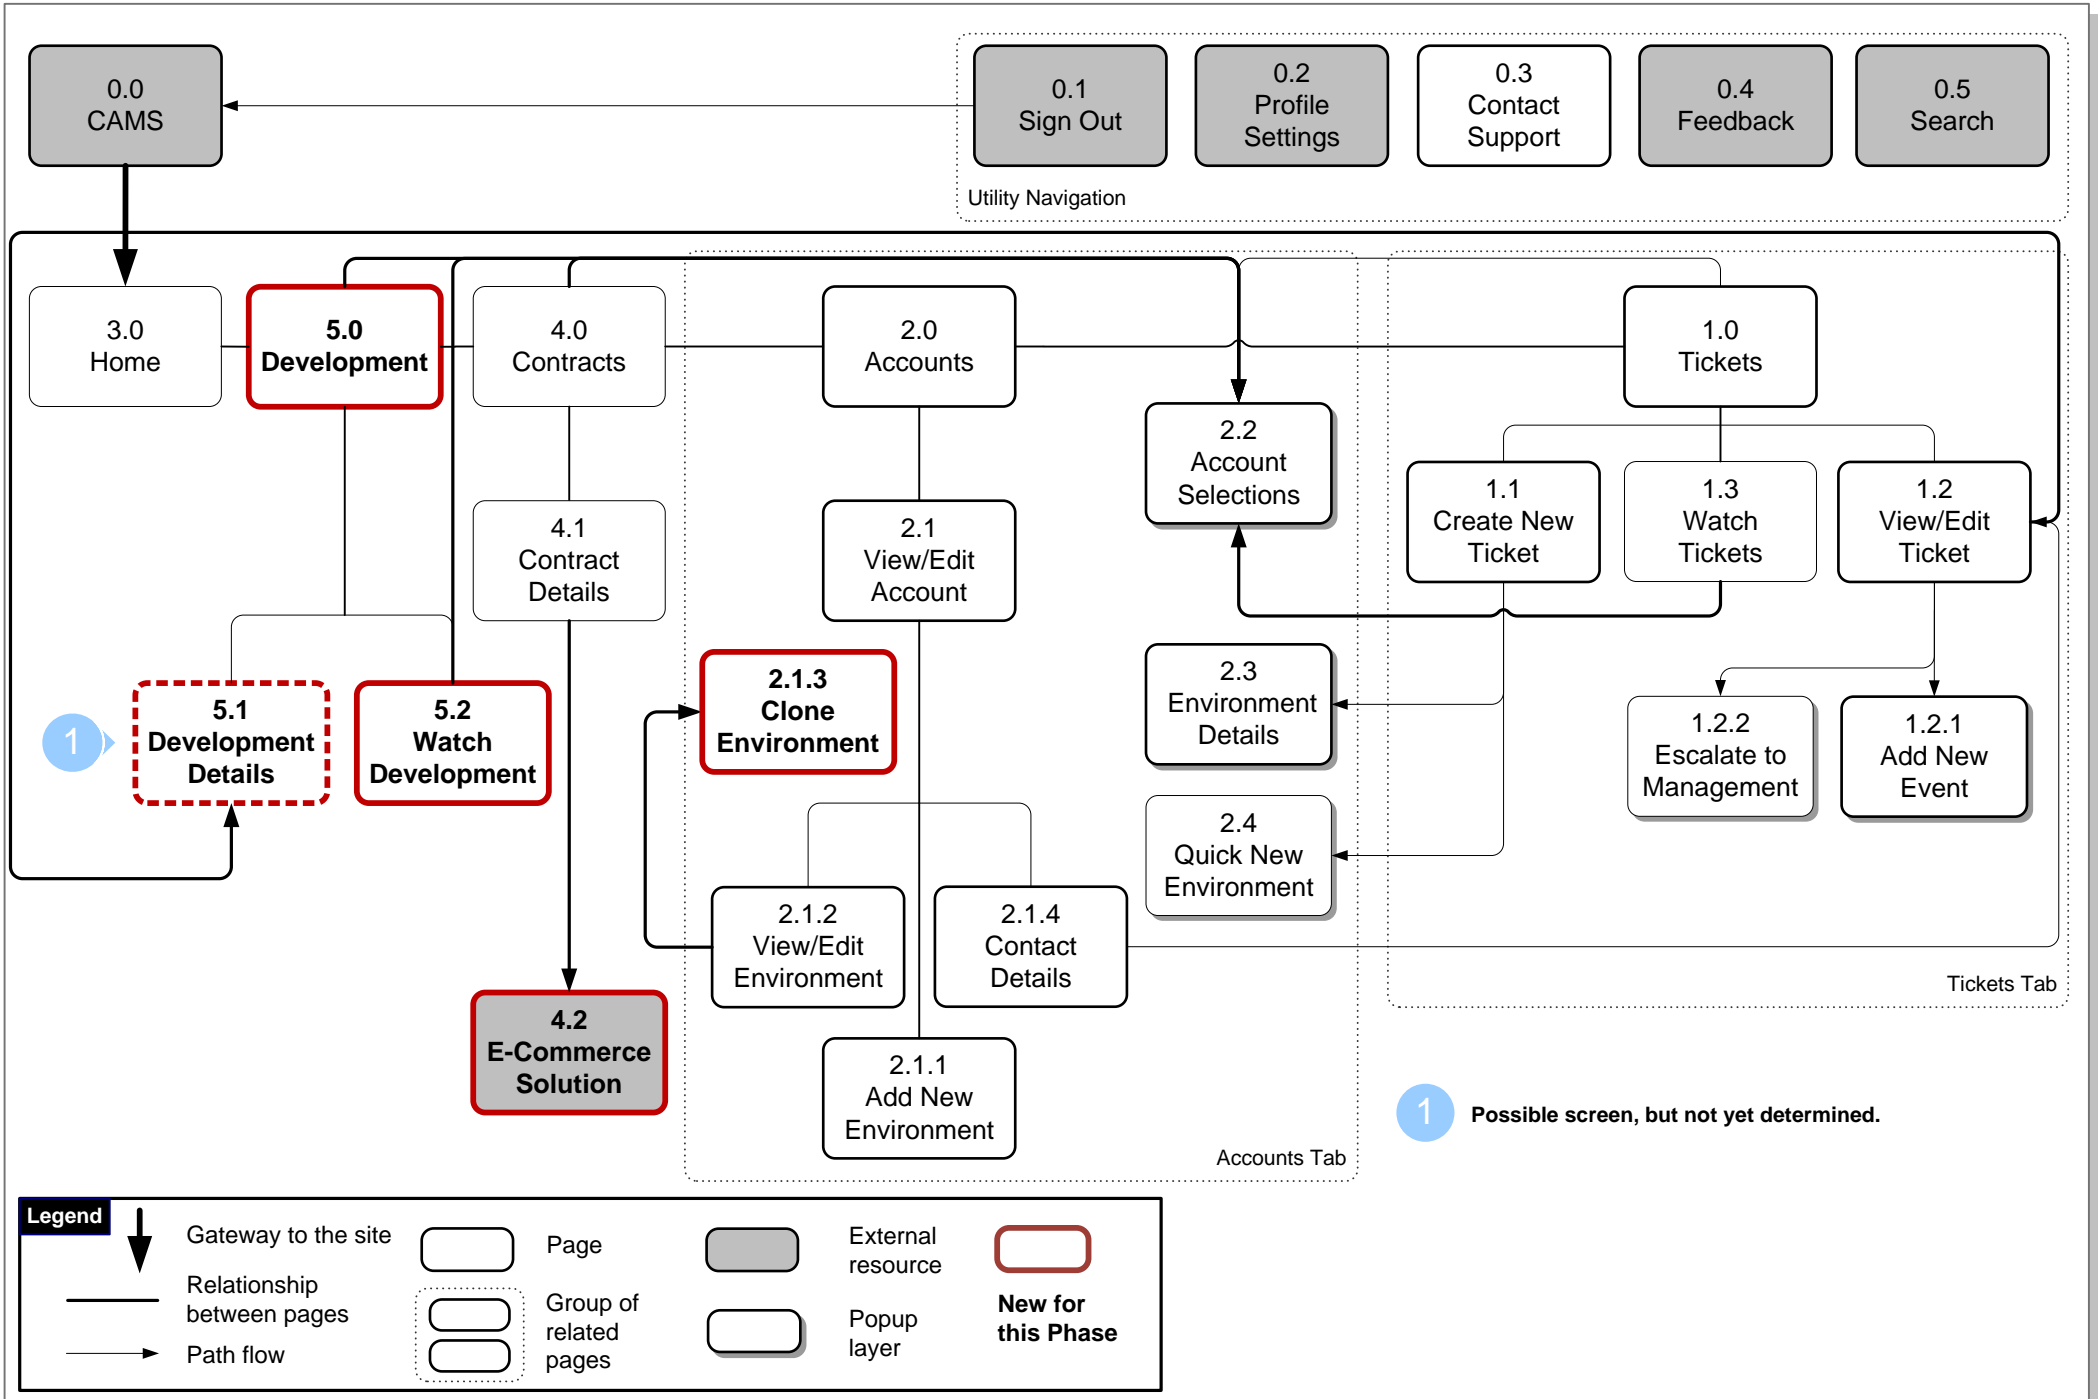 0.0
CAMS
0.1
Sign Out
0.2
Profile
Settings
0.3
Contact
Support
0.4
Feedback
0.5
Search
Utility Navigation
3.0
Home
5.0
Development
4.0
Contracts
2.0
Accounts
1.0
Tickets
2.2
Account
Selections
1.1
Create New
Ticket
1.3
Watch
Tickets
1.2
View/Edit
Ticket
4.1
Contract
Details
2.1
View/Edit
Account
1
5.1
Development
Details
5.2
Watch
Development
2.1.3
Clone
Environment
2.3
Environment
Details
1.2.2
Escalate to
Management
1.2.1
Add New
Event
2.4
Quick New
Environment
2.1.2
View/Edit
Environment
2.1.4
Contact
Details
Tickets Tab
4.2
E-Commerce
Solution
2.1.1
Add New
Environment
Accounts Tab
1
Possible screen, but not yet determined.
Legend
Gateway to the site
Relationship
between pages
Path flow
Page
Group of
related
pages
External
resource
Popup
layer
New for
this Phase